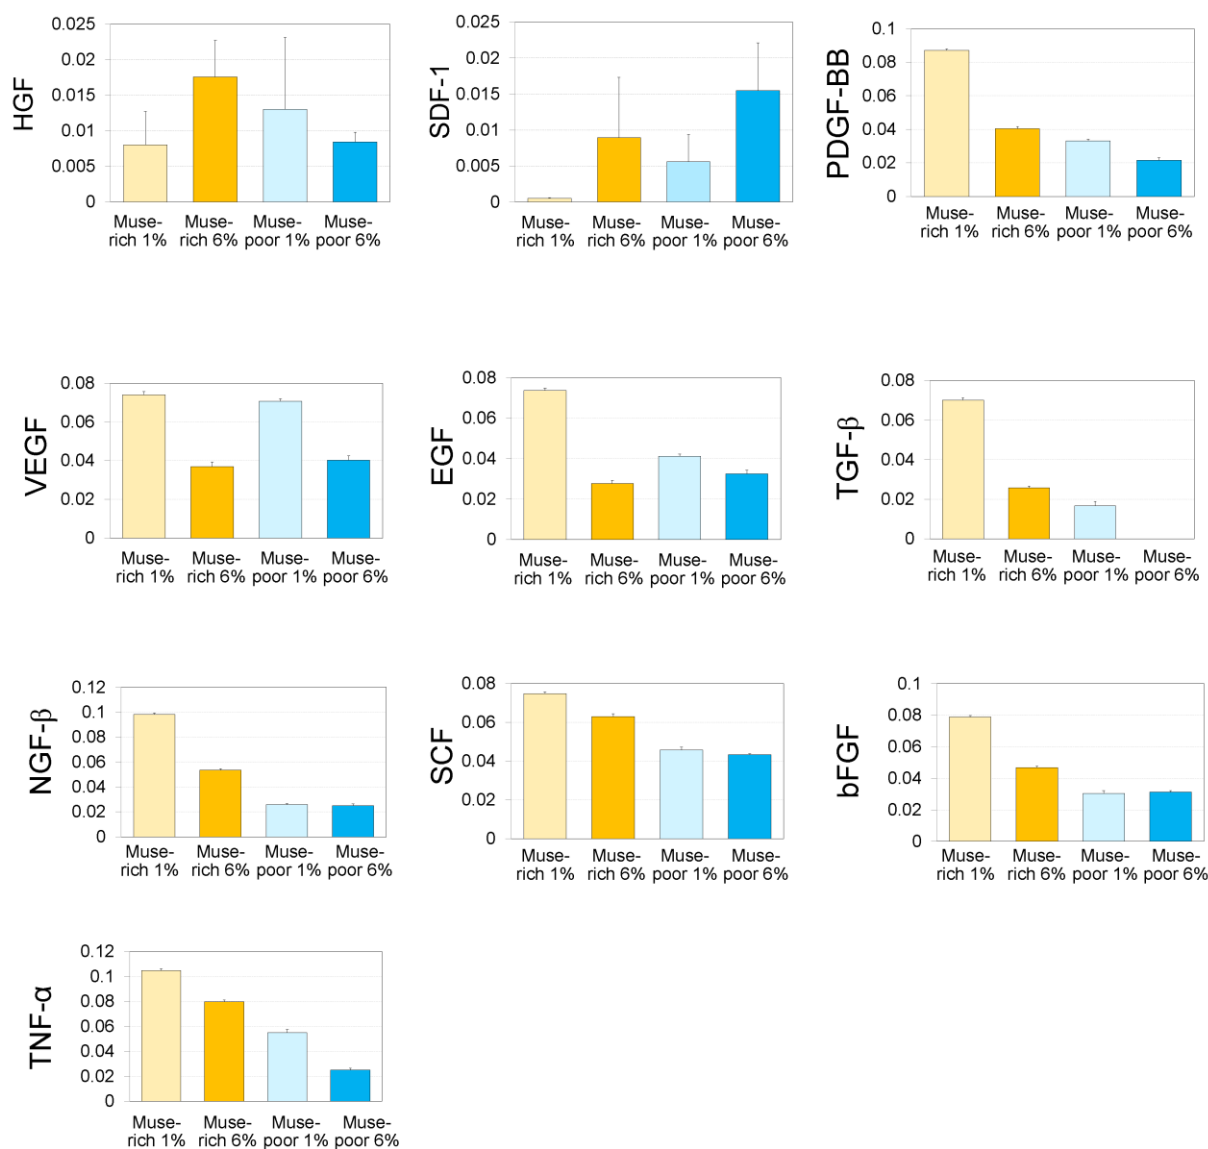 HGF
0.025
0.02
0.015
0.01
0.005
0
Muse-
rich 1%
Muse-
rich 6%
Muse-
poor 1%
Muse-
poor 6%
SDF-1
0.025
0.02
0.015
0.01
0.005
0
Muse-
rich 1%
Muse-
rich 6%
Muse-
poor 1%
Muse-
poor 6%
PDGF-BB
0.1
0.08
0.06
0.04
0.02
0
Muse-
rich 1%
Muse-
rich 6%
Muse-
poor 1%
Muse-
poor 6%
VEGF
0.08
0.06
0.04
0.02
0
Muse-
rich 1%
Muse-
rich 6%
Muse-
poor 1%
Muse-
poor 6%
EGF
0.08
0.06
0.04
0.02
0
Muse-
rich 1%
Muse-
rich 6%
Muse-
poor 1%
Muse-
poor 6%
TGF-β
0.08
0.06
0.04
0.02
0
Muse-
rich 1%
Muse-
rich 6%
Muse-
poor 1%
Muse-
poor 6%
NGF-β
0.12
0.1
0.08
0.06
0.04
0.02
0
Muse-
rich 1%
Muse-
rich 6%
Muse-
poor 1%
Muse-
poor 6%
SCF
0.08
0.06
0.04
0.02
0
Muse-
rich 1%
Muse-
rich 6%
Muse-
poor 1%
Muse-
poor 6%
bFGF
0.1
0.08
0.06
0.04
0.02
0
Muse-
rich 1%
Muse-
rich 6%
Muse-
poor 1%
Muse-
poor 6%
TNF-α
0.12
0.1
0.08
0.06
0.04
0.02
0
Muse-
rich 1%
Muse-
rich 6%
Muse-
poor 1%
Muse-
poor 6%